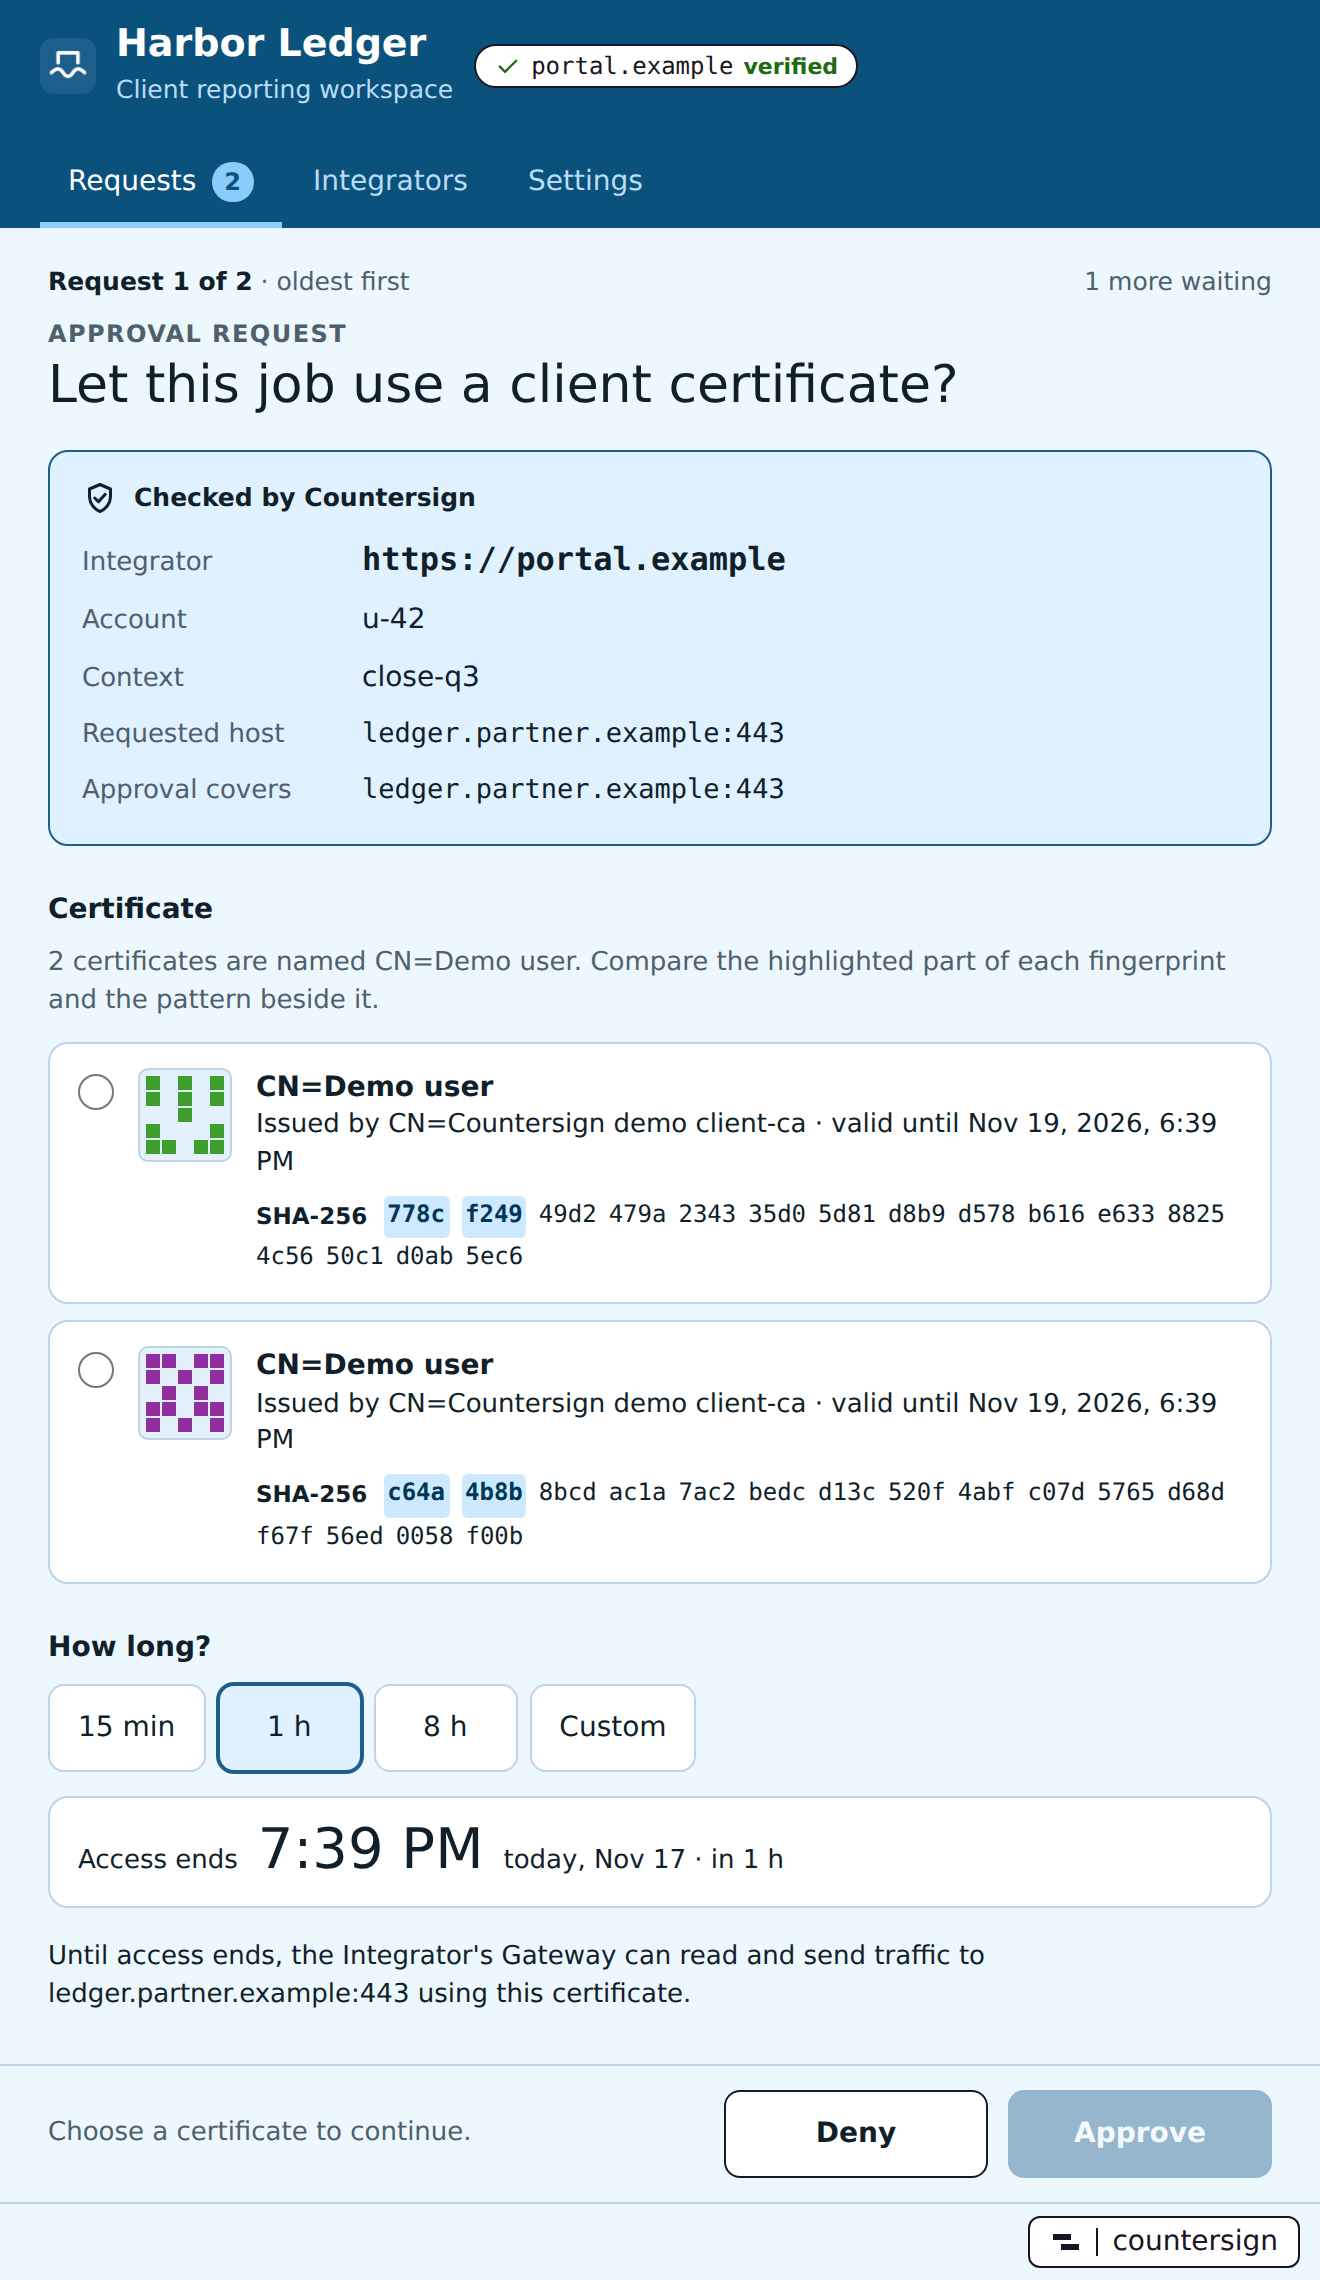 Harbor Ledger
Client reporting workspace
portal.example verified
Requests 2 Integrators Settings
Request 1 of 2 · oldest first 1 more waiting
APPROVAL REQUEST
Let this job use a client certificate?
Checked by Countersign
Integrator https://portal.example
Account u-42
Context close-q3
Requested host ledger.partner.example:443
Approval covers ledger.partner.example:443
Certificate
2 certificates are named CN=Demo user. Compare the highlighted part of each fingerprint
and the pattern beside it.
CN=Demo user
Issued by CN=Countersign demo client-ca · valid until Nov 19, 2026, 6:39
PM
SHA-256 778c f249 49d2 479a 2343 35d0 5d81 d8b9 d578 b616 e633 8825
4c56 50c1 d0ab 5ec6
CN=Demo user
Issued by CN=Countersign demo client-ca · valid until Nov 19, 2026, 6:39
PM
SHA-256 c64a 4b8b 8bcd ac1a 7ac2 bedc d13c 520f 4abf c07d 5765 d68d
f67f 56ed 0058 f00b
How long?
15 min 1 h 8 h Custom
Access ends 7:39 PM today, Nov 17 · in 1 h
Until access ends, the Integrator's Gateway can read and send traffic to
ledger.partner.example:443 using this certificate.
Choose a certificate to continue. Deny Approve
countersign